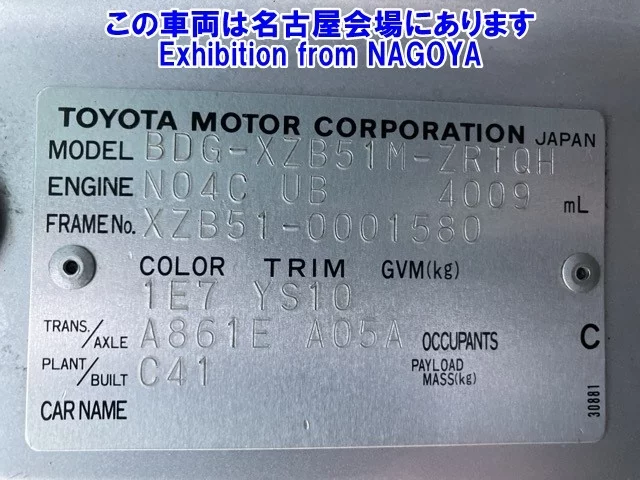 この車両は名古屋会場にあります
Exhibition from NAGOYA
TOYOTA MOTOR CORPORATION JAPAN
MODEL BDG-XZB51M-ZRTQH
ENGINE N04C UB 4009 mL
FRAME No. XZB51-0001580
COLOR TRIM GVM(kg)
1E7 YS10
TRANS./AXLE A861E A05A OCCUPANTS C
PLANT/BUILT C41 PAYLOAD MASS(kg)
CAR NAME
30881